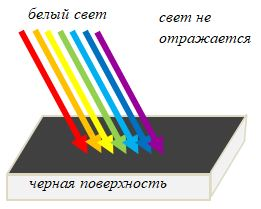 белый свет
свет не
отражается
черная поверхность